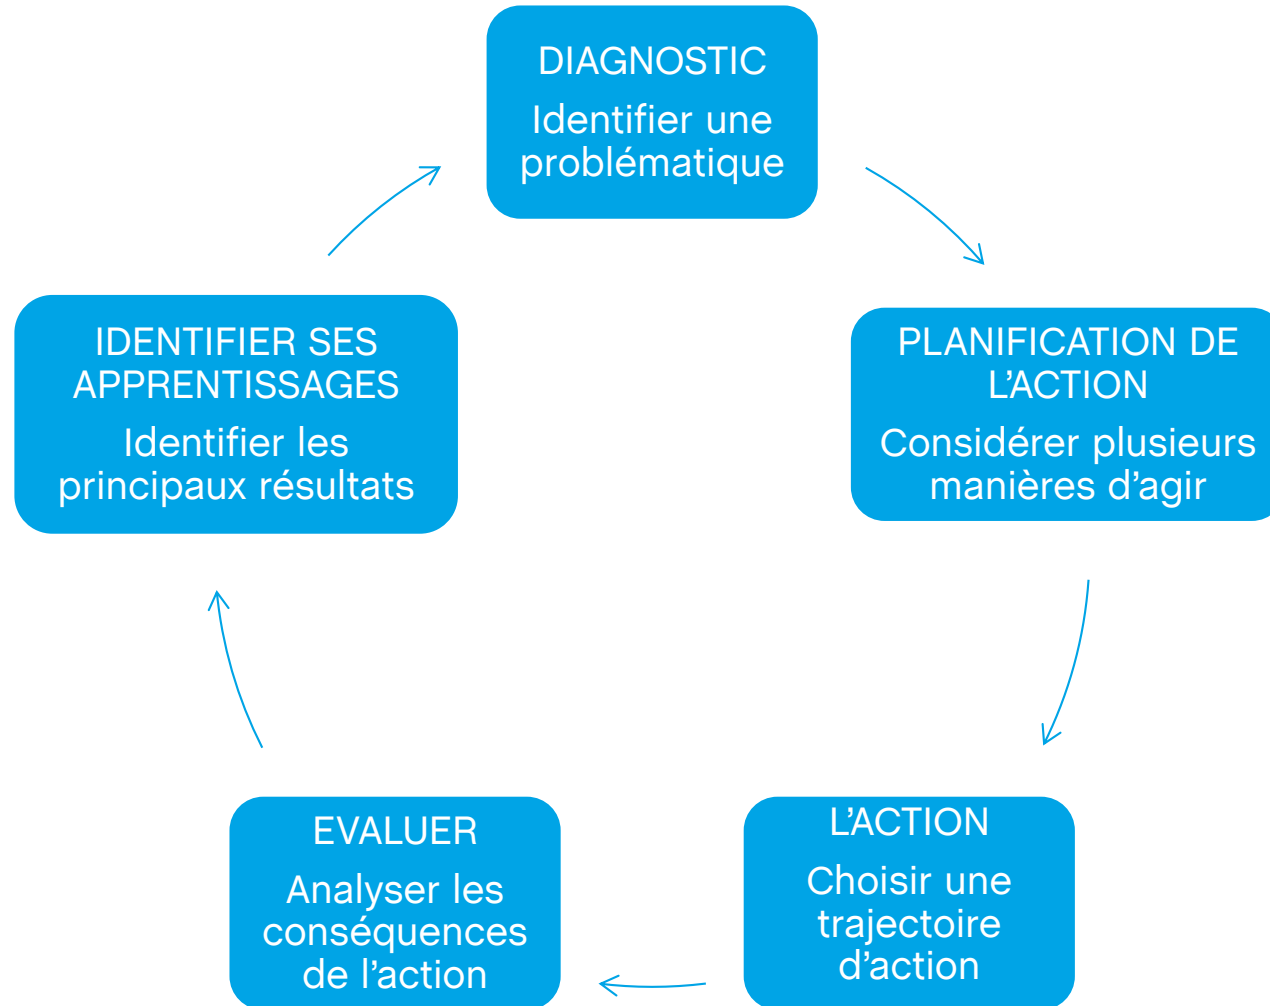 DIAGNOSTIC
Identifier une
problématique
PLANIFICATION DE
L'ACTION
Considérer plusieurs
manières d'agir
L'ACTION
Choisir une
trajectoire
d'action
EVALUER
Analyser les
conséquences
de l'action
IDENTIFIER SES
APPRENTISSAGES
Identifier les
principaux résultats